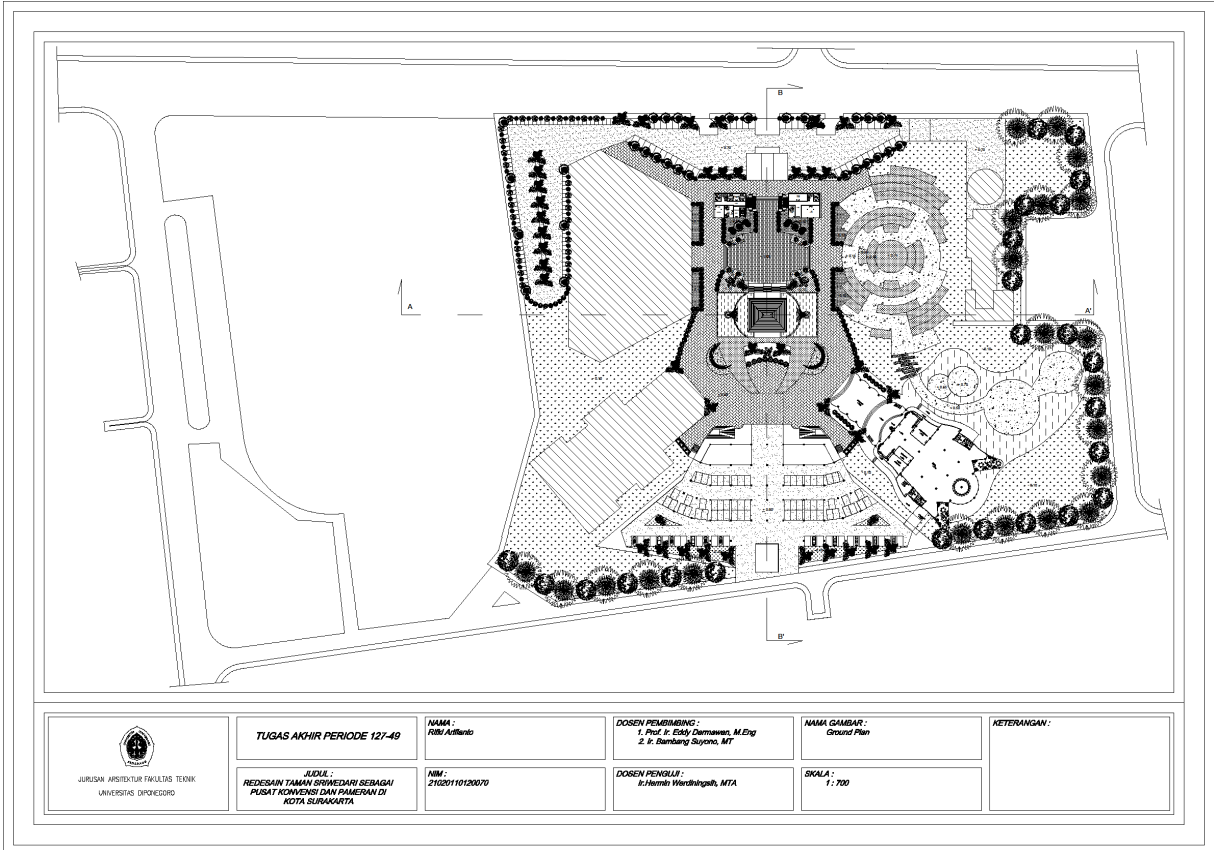 B
A
A'
B'
JURUSAN ARSITEKTUR FAKULTAS TEKNIK
UNIVERSITAS DIPONEGORO
TUGAS AKHIR PERIODE 127-49
JUDUL :
REDESAIN TAMAN SRIWEDARI SEBAGAI
PUSAT KONVENSI DAN PAMERAN DI
KOTA SURAKARTA
NAMA :
NIM :
21020110120070
DOSEN PEMBIMBING :
1. Prof. Ir. Eddy Darmawan, M.Eng
2. Ir. Bambang Suyono, MT
DOSEN PENGUJI :
Ir.Hermin Werdiningsih, MTA
NAMA GAMBAR :
Ground Plan
SKALA :
1 : 700
KETERANGAN :